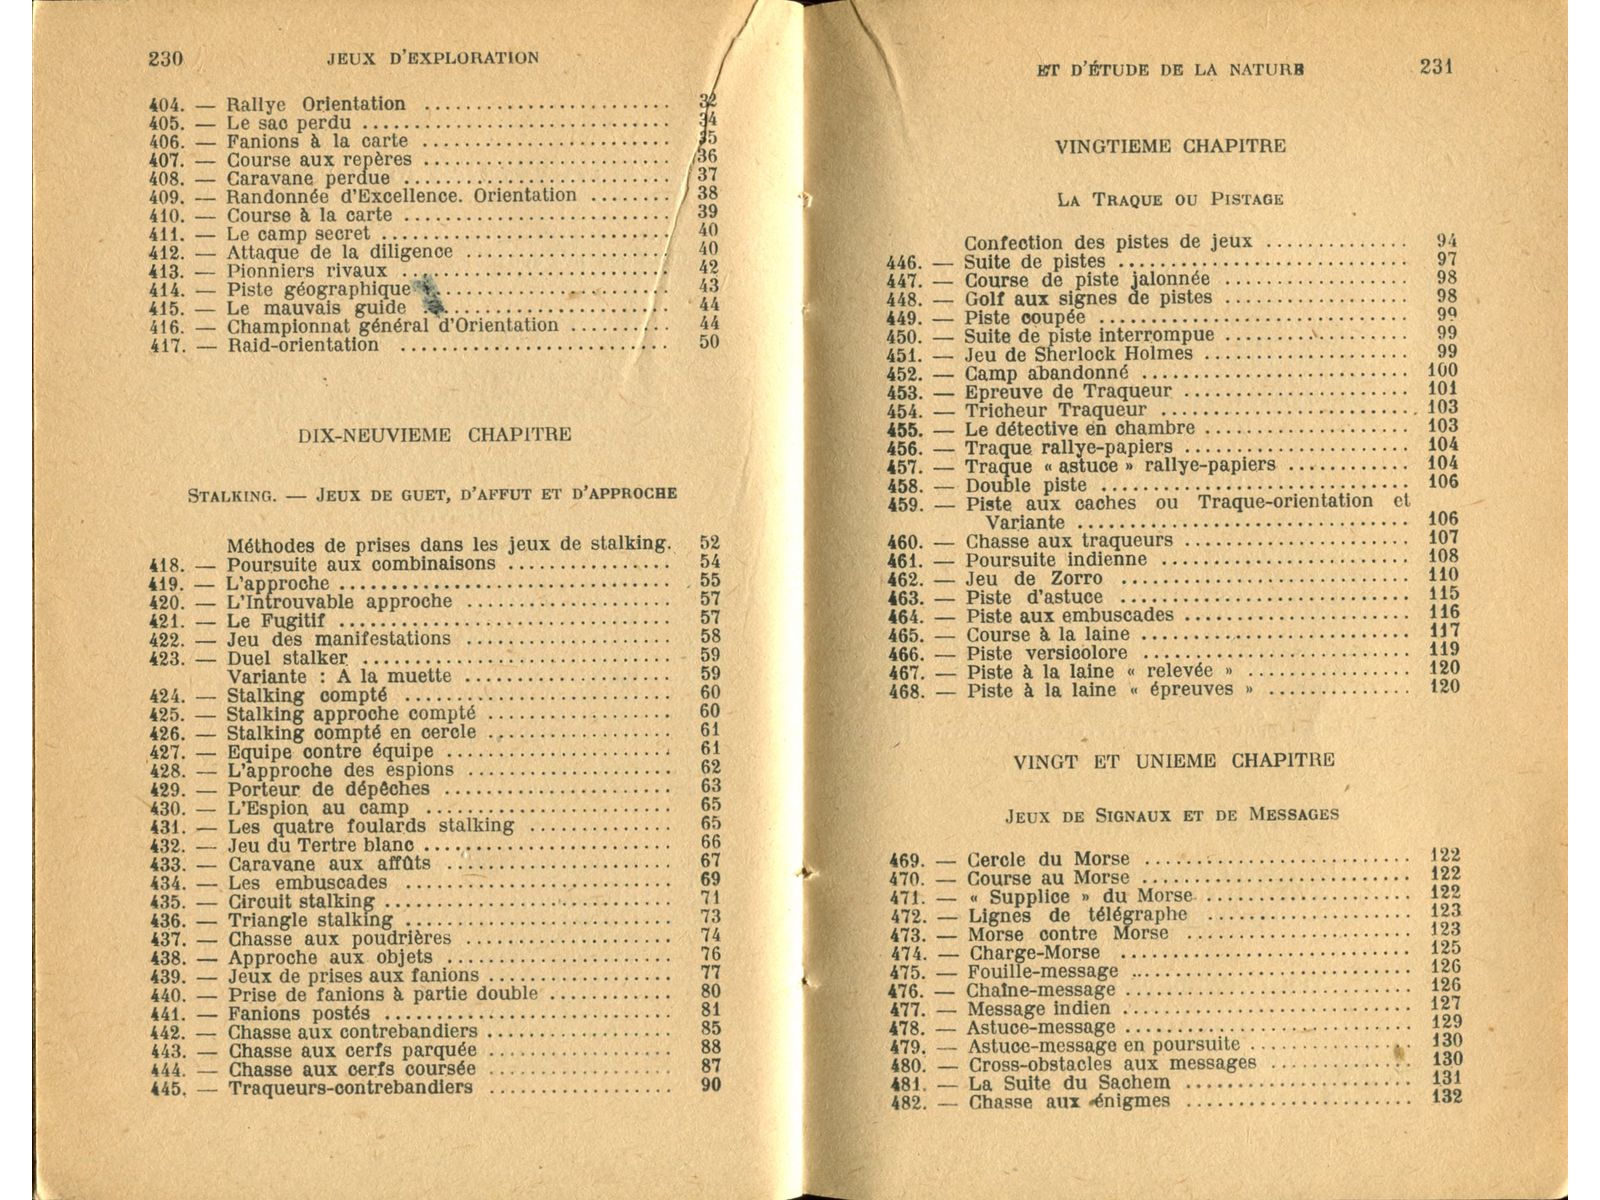 230
JEUX D'EXPLORATION
404. — Rallye Orientation ........................ 32
405. — Le sac perdu ........................ 34
406. — Fanions à la carte ........................ 35
407. — Course aux repères ........................ 36
408. — Caravane perdue ........................ 37
409. — Randonnée d'Excellence. Orientation ........ 38
410. — Course à la carte ........................ 39
411. — Le camp secret ........................ 40
412. — Attaque de la diligence ........................ 40
413. — Pionniers rivaux ........................ 42
414. — Piste géographique ........................ 43
415. — Le mauvais guide ........................ 44
416. — Championnat général d'Orientation .......... 44
417. — Raid-orientation ........................ 50
DIX-NEUVIEME CHAPITRE
STALKING. — JEUX DE GUET, D'AFFUT ET D'APPROCHE
Méthodes de prises dans les jeux de stalking. 52
418. — Poursuite aux combinaisons ................ 54
419. — L'approche ................................ 55
420. — L'Introuvable approche .................... 57
421. — Le Fugitif ................................ 57
422. — Jeu des manifestations .................... 58
423. — Duel stalker .............................. 59
Variante : A la muette .................... 59
424. — Stalking compté .......................... 60
425. — Stalking approche compté .................. 60
426. — Stalking compté en cercle ................. 61
427. — Equipe contre équipe ...................... 61
428. — L'approche des espions .................... 62
429. — Porteur de dépêches ...................... 63
430. — L'Espion au camp ........................ 65
431. — Les quatre foulards stalking .............. 65
432. — Jeu du Tertre blanc ........................ 66
433. — Caravane aux affûts ...................... 67
434. — Les embuscades .......................... 69
435. — Circuit stalking ............................ 71
436. — Triangle stalking .......................... 73
437. — Chasse aux poudrières .................... 74
438. — Approche aux objets ...................... 76
439. — Jeux de prises aux fanions .................. 77
440. — Prise de fanions à partie double ............ 80
441. — Fanions postés ............................ 81
442. — Chasse aux contrebandiers .................. 85
443. — Chasse aux cerfs parquée .................. 88
444. — Chasse aux cerfs coursée .................. 87
445. — Traqueurs-contrebandiers .................. 90
ET D'ÉTUDE DE LA NATURE
231
VINGTIEME CHAPITRE
LA TRAQUE OU PISTAGE
Confection des pistes de jeux .............. 94
446. — Suite de pistes ............................ 97
447. — Course de piste jalonnée .................. 98
448. — Golf aux signes de pistes .................. 98
449. — Piste coupée .............................. 99
450. — Suite de piste interrompue .................. 99
451. — Jeu de Sherlock Holmes .................... 99
452. — Camp abandonné .......................... 100
453. — Epreuve de Traqueur ...................... 101
454. — Tricheur Traqueur ........................ 103
455. — Le détective en chambre .................... 103
456. — Traque rallye-papiers ...................... 104
457. — Traque « astuce » rallye-papiers ............ 104
458. — Double piste .............................. 106
459. — Piste aux caches ou Traque-orientation et
Variante ................................ 106
460. — Chasse aux traqueurs ...................... 107
461. — Poursuite indienne ........................ 108
462. — Jeu de Zorro ............................ 110
463. — Piste d'astuce ............................ 115
464. — Piste aux embuscades ...................... 116
465. — Course à la laine .......................... 117
466. — Piste versicolore .......................... 119
467. — Piste à la laine « relevée » ................ 120
468. — Piste à la laine « épreuves » .............. 120
VINGT ET UNIEME CHAPITRE
JEUX DE SIGNAUX ET DE MESSAGES
469. — Cercle du Morse .......................... 122
470. — Course au Morse .......................... 122
471. — « Supplice » du Morse .................... 122
472. — Lignes de télégraphe .................... 123
473. — Morse contre Morse ...................... 123
474. — Charge-Morse ............................ 125
475. — Fouille-message .......................... 126
476. — Chaîne-message .......................... 126
477. — Message indien ............................ 127
478. — Astuce-message ............................ 129
479. — Astuce-message en poursuite ................ 130
480. — Cross-obstacles aux messages .............. 130
481. — La Suite du Sachem ...................... 131
482. — Chasse aux énigmes ...................... 132